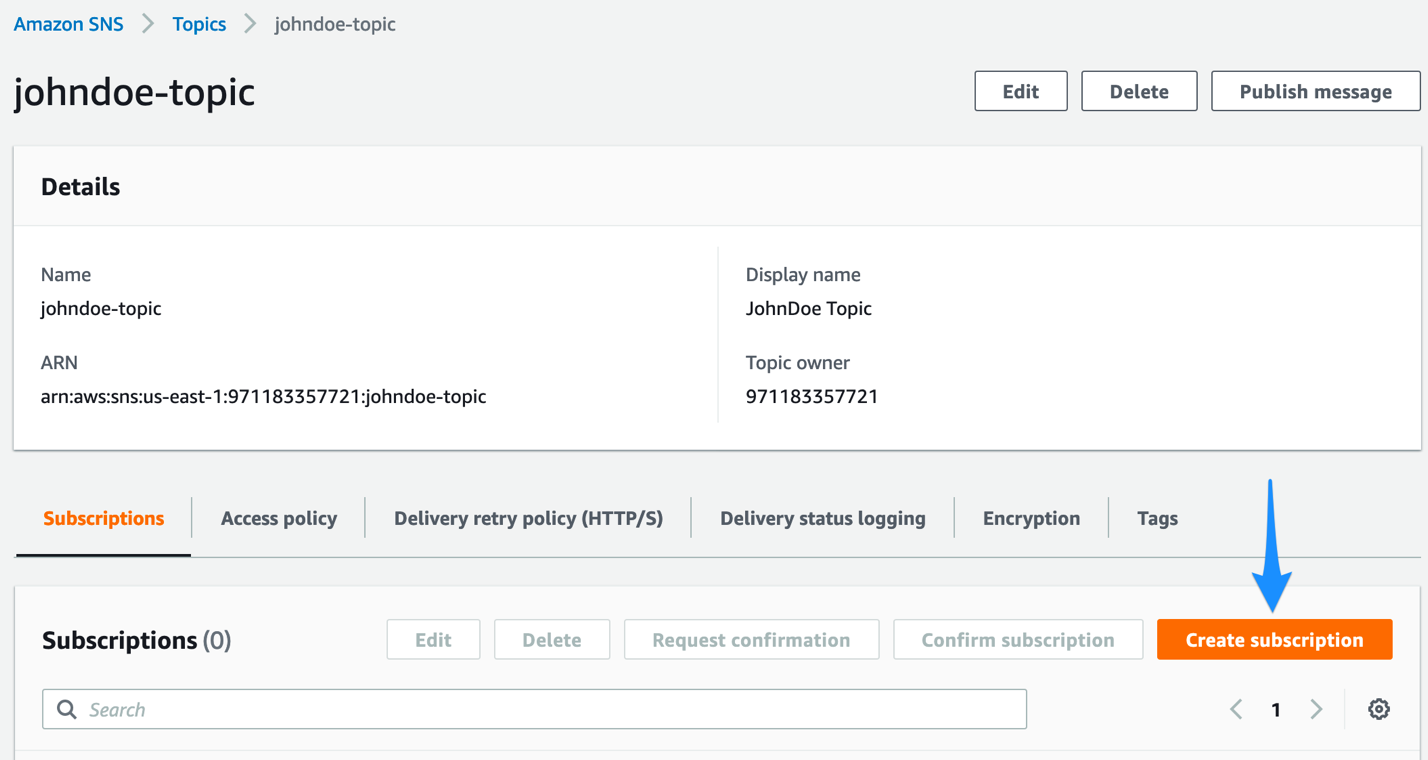 Amazon SNS > Topics > johndoe-topic
johndoe-topic
Edit Delete Publish message
Details
Name Display name
johndoe-topic JohnDoe Topic
ARN Topic owner
arn:aws:sns:us-east-1:971183357721:johndoe-topic 971183357721
Subscriptions Access policy Delivery retry policy (HTTP/S) Delivery status logging Encryption Tags
Subscriptions (0) Edit Delete Request confirmation Confirm subscription Create subscription
Search < 1 >